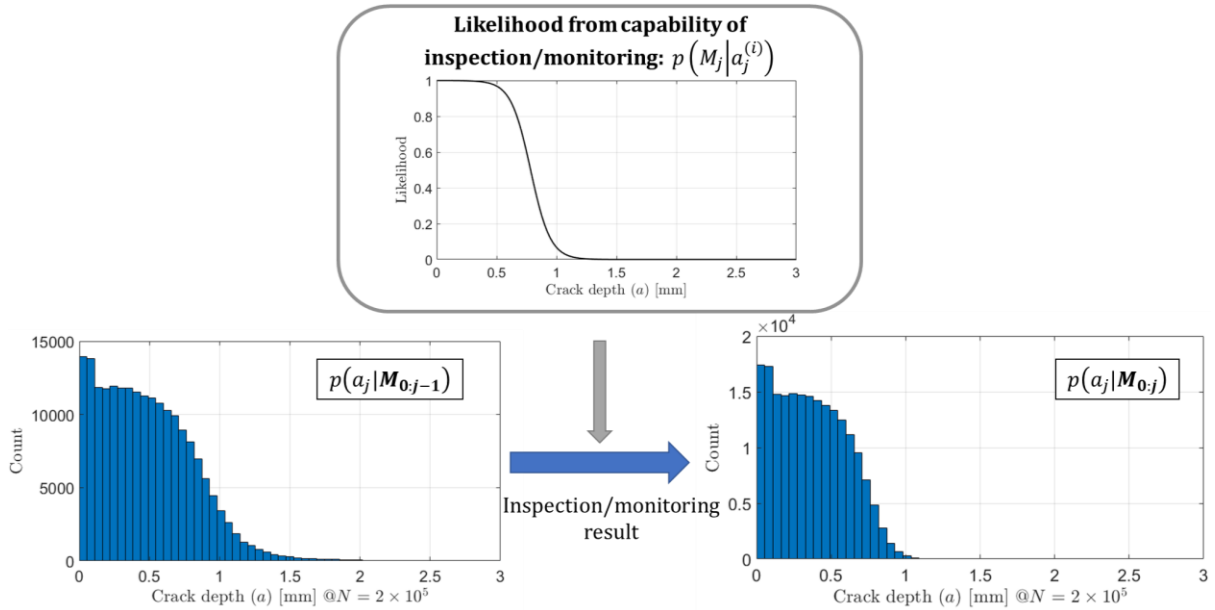 Likelihood from capability of
inspection/monitoring: p(M_j|a_j^{(i)})
1
0.8
0.6
0.4
0.2
0
Likelihood
0 0.5 1 1.5 2 2.5 3
Crack depth (a) [mm]
15000
10000
5000
0
Count
p(a_j|M_{0:j−1})
0 0.5 1 1.5 2 2.5 3
Crack depth (a) [mm] @N = 2 × 10^5
Inspection/monitoring
result
× 10^4
2
1.5
1
0.5
0
Count
p(a_j|M_{0:j})
0 0.5 1 1.5 2 2.5 3
Crack depth (a) [mm] @N = 2 × 10^5